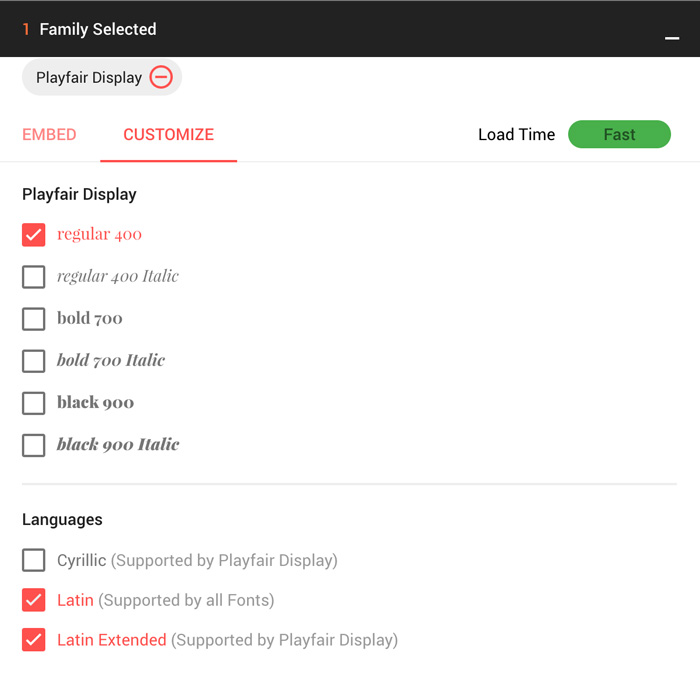 1 Family Selected
Playfair Display
EMBED CUSTOMIZE Load Time Fast
Playfair Display
regular 400
regular 400 Italic
bold 700
bold 700 Italic
black 900
black 900 Italic
Languages
Cyrillic (Supported by Playfair Display)
Latin (Supported by all Fonts)
Latin Extended (Supported by Playfair Display)